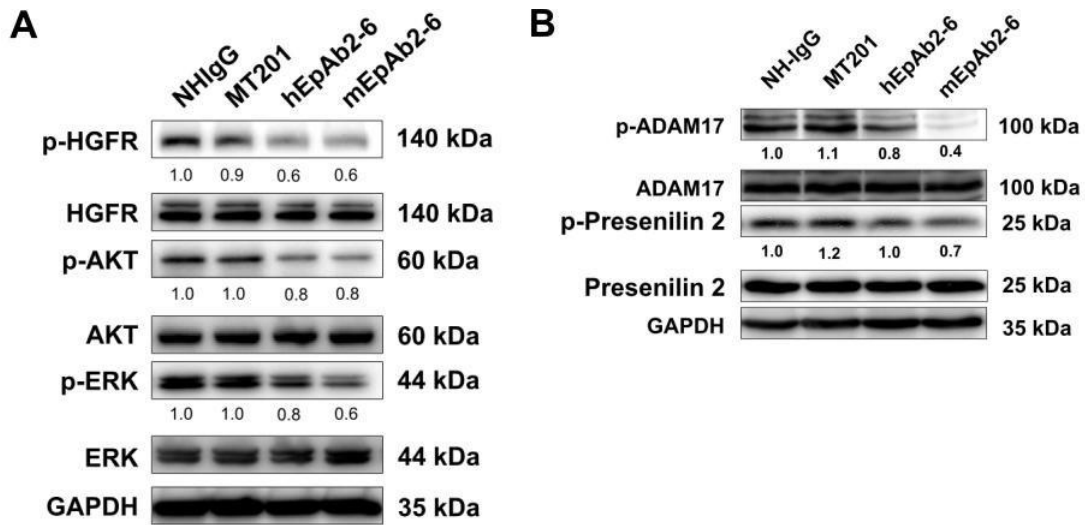 A
NHIgG MT201 hEpAb2-6 mEpAb2-6
p-HGFR 140 kDa
1.0 0.9 0.6 0.6
HGFR 140 kDa
p-AKT 60 kDa
1.0 1.0 0.8 0.8
AKT 60 kDa
p-ERK 44 kDa
1.0 1.0 0.8 0.6
ERK 44 kDa
GAPDH 35 kDa
B
NH-IgG MT201 hEpAb2-6 mEpAb2-6
p-ADAM17 100 kDa
1.0 1.1 0.8 0.4
ADAM17 100 kDa
p-Presenilin 2 25 kDa
1.0 1.2 1.0 0.7
Presenilin 2 25 kDa
GAPDH 35 kDa